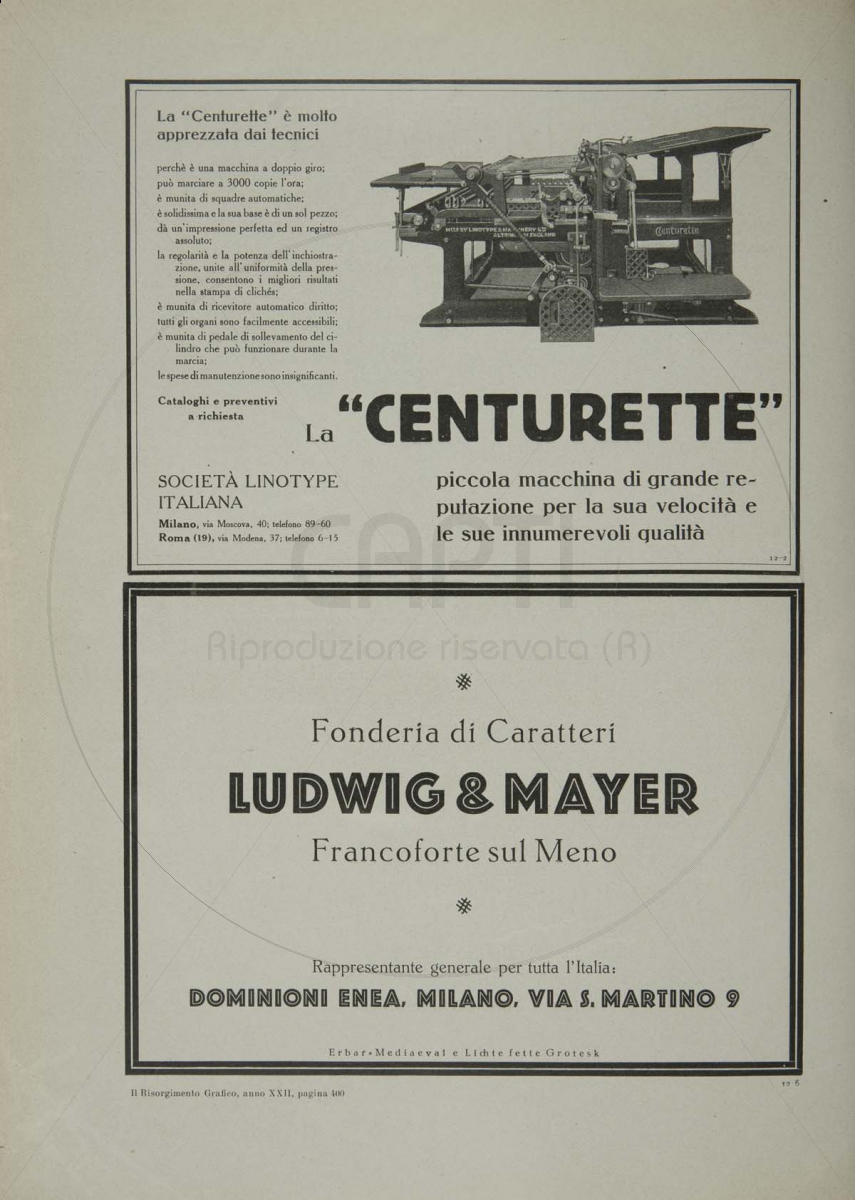 La “Centurette” è molto
apprezzata dai tecnici
perchè è una macchina a doppio giro;
può marciare a 3000 copie l'ora;
è munita di squadre automatiche;
è solidissima e la sua base è di un sol pezzo;
dà un'impressione perfetta ed un registro
assoluto;
la regolarità e la potenza dell'inchiostra-
zione, unite all'uniformità della pres-
sione, consentono i migliori risultati
nella stampa di clichés;
è munita di ricevitore automatico diritto;
tutti gli organi sono facilmente accessibili;
è munita di pedale di sollevamento del ci-
lindro che può funzionare durante la
marcia;
le spese di manutenzione sono insignificanti.
Cataloghi e preventivi
a richiesta
LINOTYPE & MACHINERY LTD
ENGLAND
Centurette
La “CENTURETTE”
SOCIETÀ LINOTYPE
ITALIANA
Milano, via Moscova, 40; telefono 89-60
Roma (19), via Modena, 37; telefono 6-15
piccola macchina di grande re-
putazione per la sua velocità e
le sue innumerevoli qualità
12-2
CAPTI
Riproduzione riservata (R)
Fonderia di Caratteri
LUDWIG & MAYER
Francoforte sul Meno
Rappresentante generale per tutta l'Italia:
DOMINIONI ENEA, MILANO, VIA S. MARTINO 9
Erbar-Mediaeval e Lichte fette Grotesk
12-6
Il Risorgimento Grafico, anno XXII, pagina 400